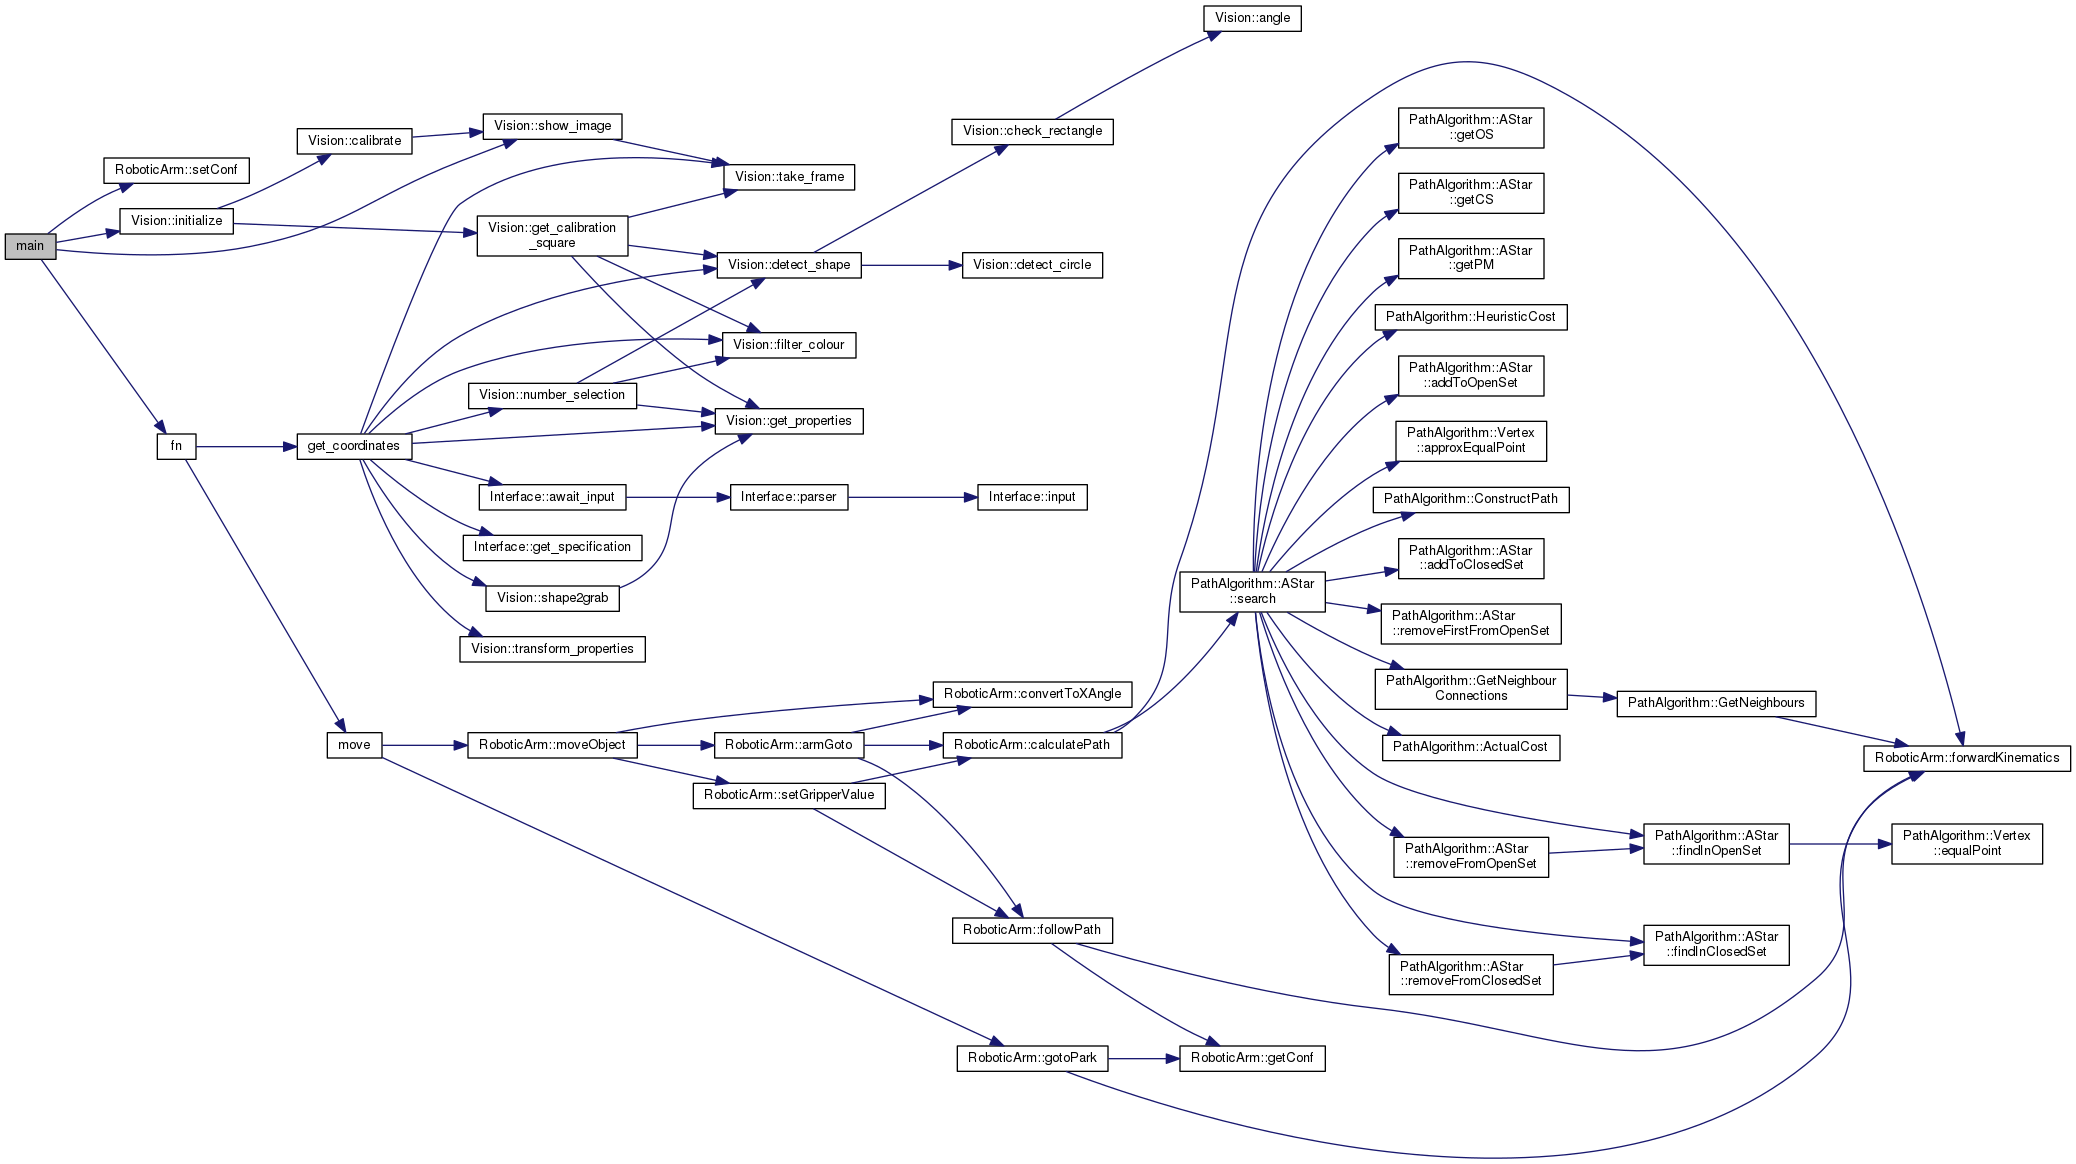 Vision::angle
Vision::show_image
Vision::calibrate
Vision::check_rectangle
PathAlgorithm::AStar
::getOS
RoboticArm::setConf
Vision::take_frame
PathAlgorithm::AStar
::getCS
Vision::initialize
main
Vision::get_calibration
_square
Vision::detect_shape
Vision::detect_circle
PathAlgorithm::AStar
::getPM
PathAlgorithm::HeuristicCost
Vision::filter_colour
PathAlgorithm::AStar
::addToOpenSet
Vision::number_selection
Vision::get_properties
fn
get_coordinates
PathAlgorithm::Vertex
::approxEqualPoint
Interface::await_input
Interface::parser
Interface::input
PathAlgorithm::ConstructPath
Interface::get_specification
PathAlgorithm::AStar
::addToClosedSet
Vision::shape2grab
PathAlgorithm::AStar
::search
PathAlgorithm::AStar
::removeFirstFromOpenSet
Vision::transform_properties
RoboticArm::convertToXAngle
PathAlgorithm::GetNeighbour
Connections
PathAlgorithm::GetNeighbours
move
RoboticArm::moveObject
RoboticArm::armGoto
RoboticArm::calculatePath
PathAlgorithm::ActualCost
RoboticArm::forwardKinematics
RoboticArm::setGripperValue
PathAlgorithm::AStar
::removeFromOpenSet
PathAlgorithm::AStar
::findInOpenSet
PathAlgorithm::Vertex
::equalPoint
RoboticArm::followPath
PathAlgorithm::AStar
::findInClosedSet
PathAlgorithm::AStar
::removeFromClosedSet
RoboticArm::gotoPark
RoboticArm::getConf